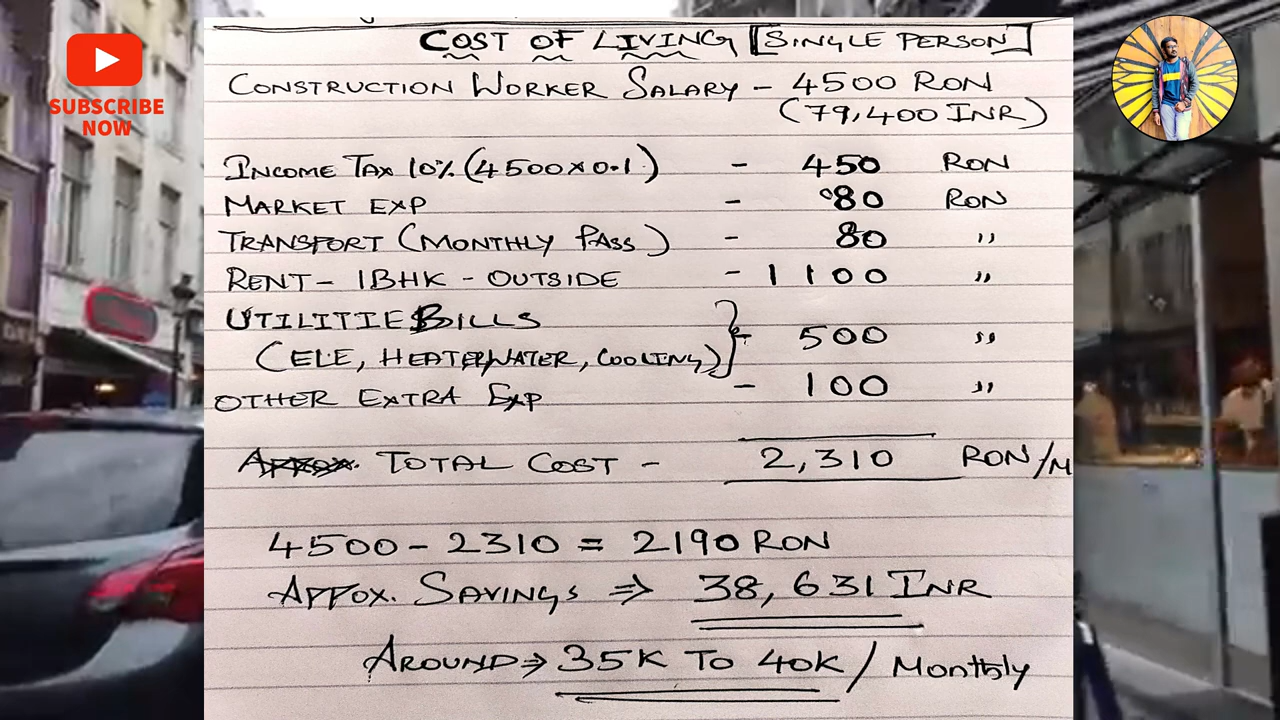 SUBSCRIBE
NOW
COST OF LIVING [SINGLE PERSON]
CONSTRUCTION WORKER SALARY - 4500 RON
(79,400 INR)
INCOME TAX 10% (4500x0.1) - 450 RON
MARKET EXP - 80 RON
TRANSPORT (MONTHLY PASS) - 80 "
RENT - 1BHK - OUTSIDE - 1100 "
UTILITIE BILLS
(ELE, HEATER, WATER, COOLING) } - 500 "
OTHER EXTRA EXP - 100 "
TOTAL COST - 2,310 RON/M
4500 - 2310 = 2190 RON
APPOX. SAVINGS ⇒ 38,631 INR
AROUND ⇒ 35K TO 40K / Monthly